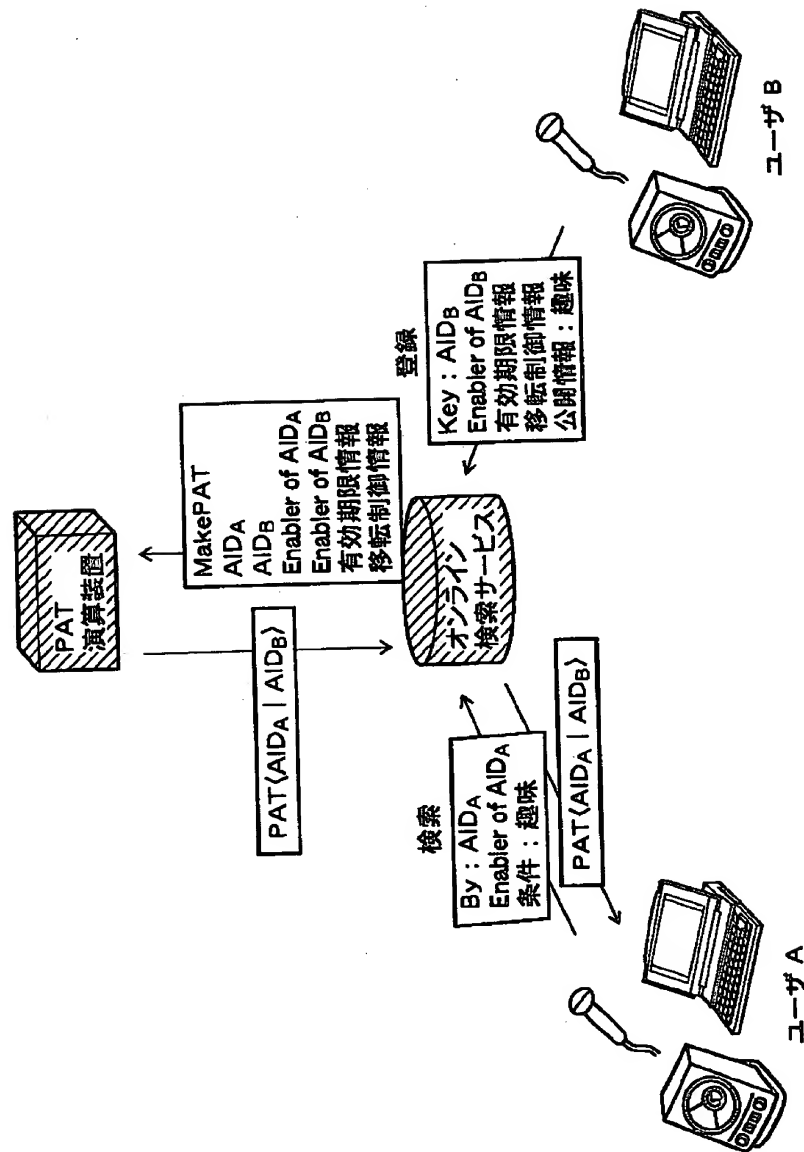 PAT
演算装置
PAT〈AIDA | AIDB〉
MakePAT
AIDA
AIDB
Enabler of AIDA
Enabler of AIDB
有効期限情報
移転制御情報
登録
Key : AIDB
Enabler of AIDB
有効期限情報
移転制御情報
公開情報 : 趣味
オンライン
検索サービス
検索
By : AIDA
Enabler of AIDA
条件 : 趣味
PAT〈AIDA | AIDB〉
ユーザ A
ユーザ B